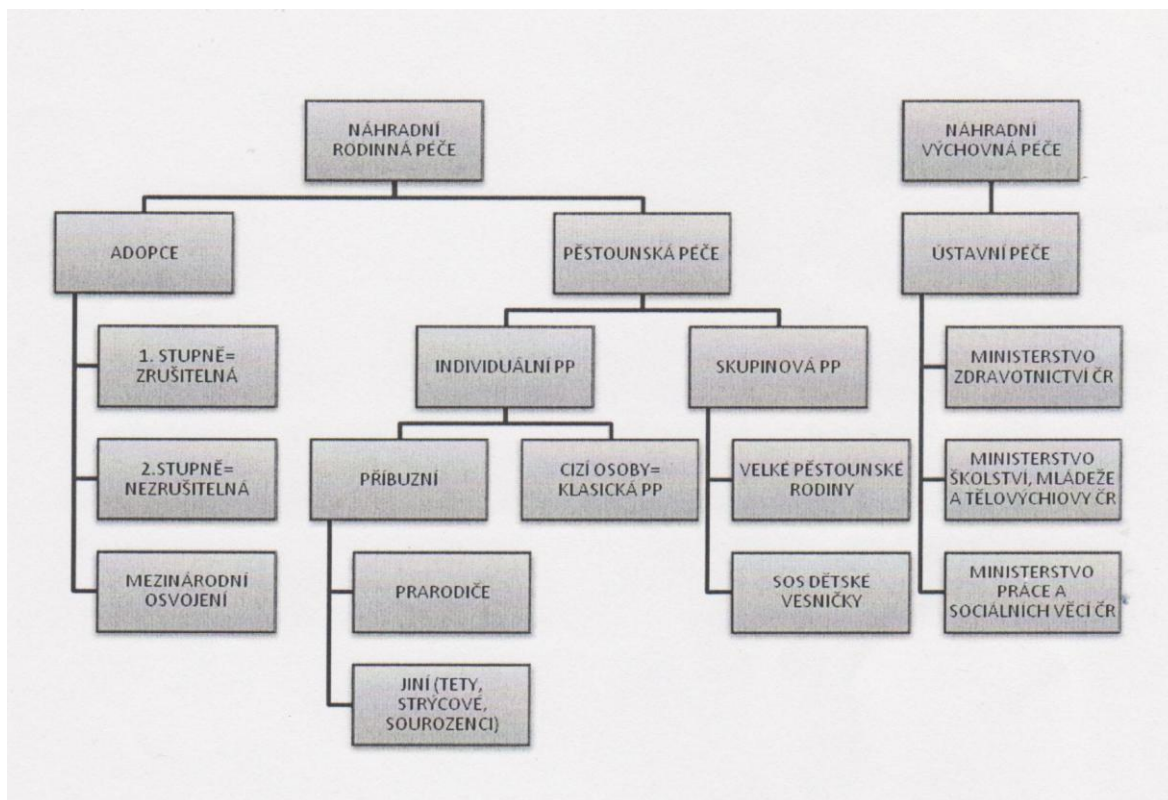 NÁHRADNÍ
RODINNÁ PÉČE
NÁHRADNÍ
VÝCHOVNÁ PÉČE
ADOPCE
PĚSTOUNSKÁ PÉČE
ÚSTAVNÍ PÉČE
1. STUPNĚ=
ZRUŠITELNÁ
INDIVIDUÁLNÍ PP
SKUPINOVÁ PP
MINISTERSTVO
ZDRAVOTNICTVÍ ČR
2.STUPNĚ=
NEZRUŠITELNÁ
PŘÍBUZNÍ
CIZÍ OSOBY=
KLASICKÁ PP
VELKÉ PĚSTOUNSKÉ
RODINY
MINISTERSTVO
ŠKOLSTVI, MLÁDEŽE
A TĚLOVÝCHIOVY ČR
MEZINÁRODNÍ
OSVOJENÍ
PRARODIČE
SOS DĚTSKÉ
VESNIČKY
MINISTERSTVO
PRÁCE A
SOCIÁLNÍCH VĚCÍ ČR
JINÍ (TETY,
STRÝCOVÉ,
SOUROZENCI)